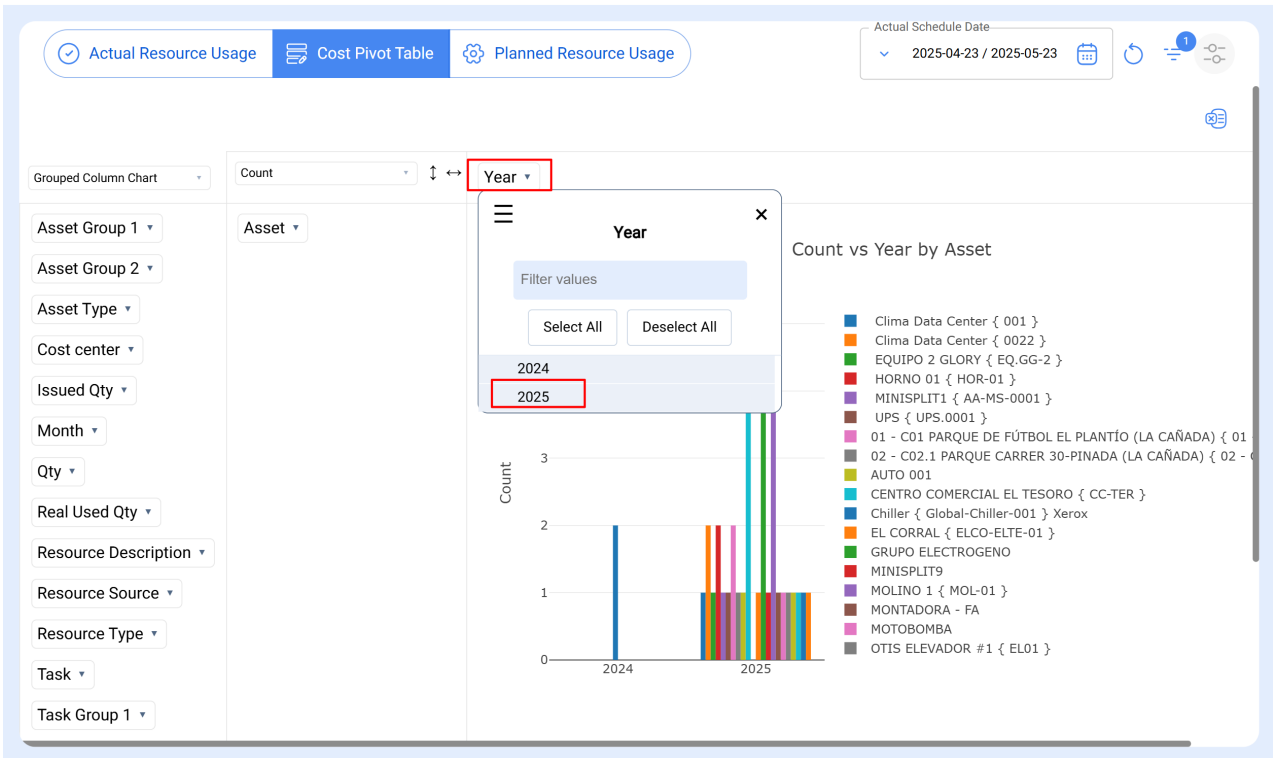 Actual Resource Usage
Cost Pivot Table
Planned Resource Usage
Actual Schedule Date
2025-04-23 / 2025-05-23
1
Grouped Column Chart
Count
Year
Asset Group 1
Asset Group 2
Asset Type
Cost center
Issued Qty
Month
Qty
Real Used Qty
Resource Description
Resource Source
Resource Type
Task
Task Group 1
Asset
Year
Filter values
Select All
Deselect All
2024
2025
Count vs Year by Asset
Count
3
2
1
0
2024
2025
Clima Data Center { 001 }
Clima Data Center { 0022 }
EQUIPO 2 GLORY { EQ.GG-2 }
HORNO 01 { HOR-01 }
MINISPLIT1 { AA-MS-0001 }
UPS { UPS.0001 }
01 - C01 PARQUE DE FÚTBOL EL PLANTÍO (LA CAÑADA) { 01
02 - C02.1 PARQUE CARRER 30-PINADA (LA CAÑADA) { 02 -
AUTO 001
CENTRO COMERCIAL EL TESORO { CC-TER }
Chiller { Global-Chiller-001 } Xerox
EL CORRAL { ELCO-ELTE-01 }
GRUPO ELECTROGENO
MINISPLIT9
MOLINO 1 { MOL-01 }
MONTADORA - FA
MOTOBOMBA
OTIS ELEVADOR #1 { EL01 }